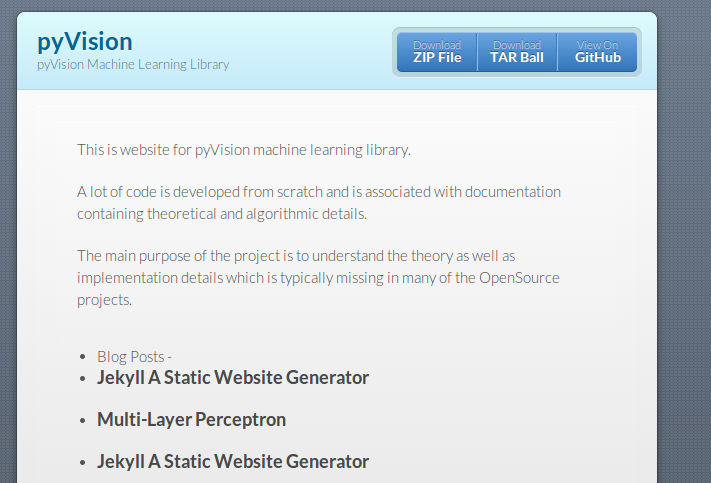 pyVision
pyVision Machine Learning Library
Download
ZIP File
Download
TAR Ball
View On
GitHub
This is website for pyVision machine learning library.
A lot of code is developed from scratch and is associated with documentation
containing theoretical and algorithmic details.
The main purpose of the project is to understand the theory as well as
implementation details which is typically missing in many of the OpenSource
projects.
• Blog Posts -
• Jekyll A Static Website Generator
• Multi-Layer Perceptron
• Jekyll A Static Website Generator